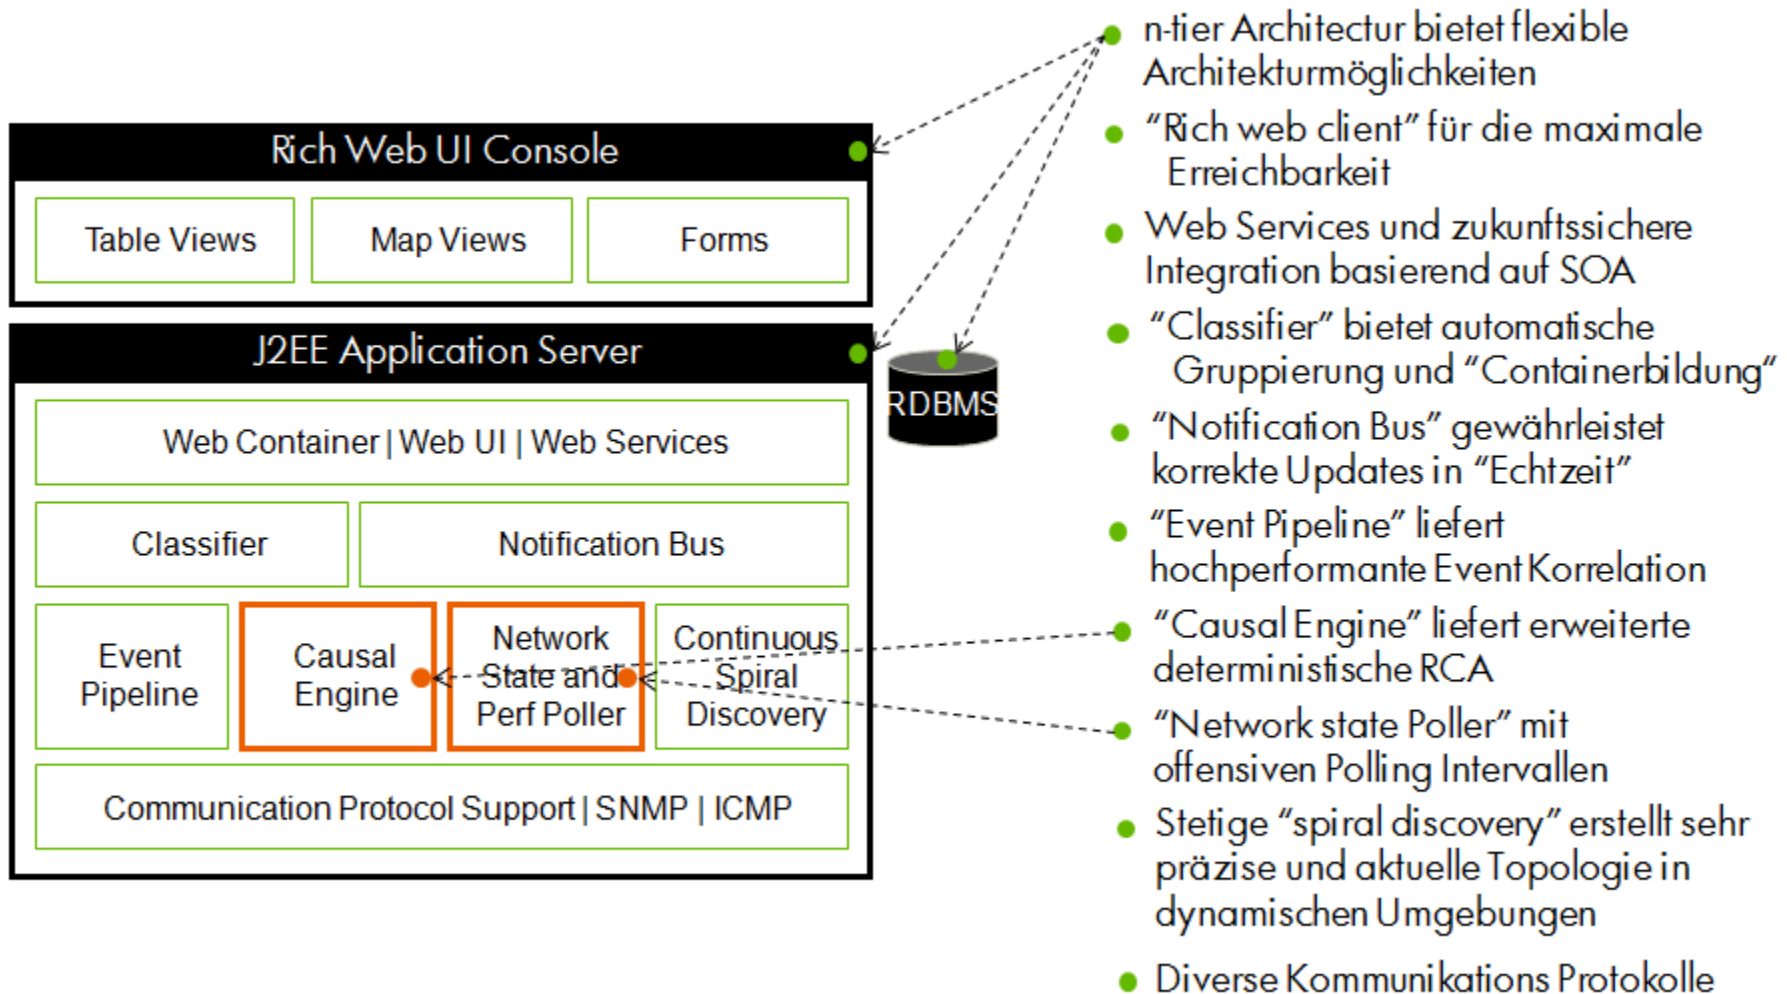 Rich Web UI Console
Table Views
Map Views
Forms
J2EE Application Server
Web Container | Web UI | Web Services
Classifier
Notification Bus
Event
Pipeline
Causal
Engine
Network
State and
Perf Poller
Continuous
Spiral
Discovery
Communication Protocol Support | SNMP | ICMP
RDBMS
n-tier Architectur bietet flexible
Architekturmöglichkeiten
“Rich web client” für die maximale
Erreichbarkeit
Web Services und zukunftssichere
Integration basierend auf SOA
“Classifier” bietet automatische
Gruppierung und “Containerbildung“
“Notification Bus” gewährleistet
korrekte Updates in “Echtzeit”
“Event Pipeline” liefert
hochperformante Event Korrelation
“Causal Engine” liefert erweiterte
deterministische RCA
“Network state Poller” mit
offensiven Polling Intervallen
Stetige “spiral discovery” erstellt sehr
präzise und aktuelle Topologie in
dynamischen Umgebungen
Diverse Kommunikations Protokolle